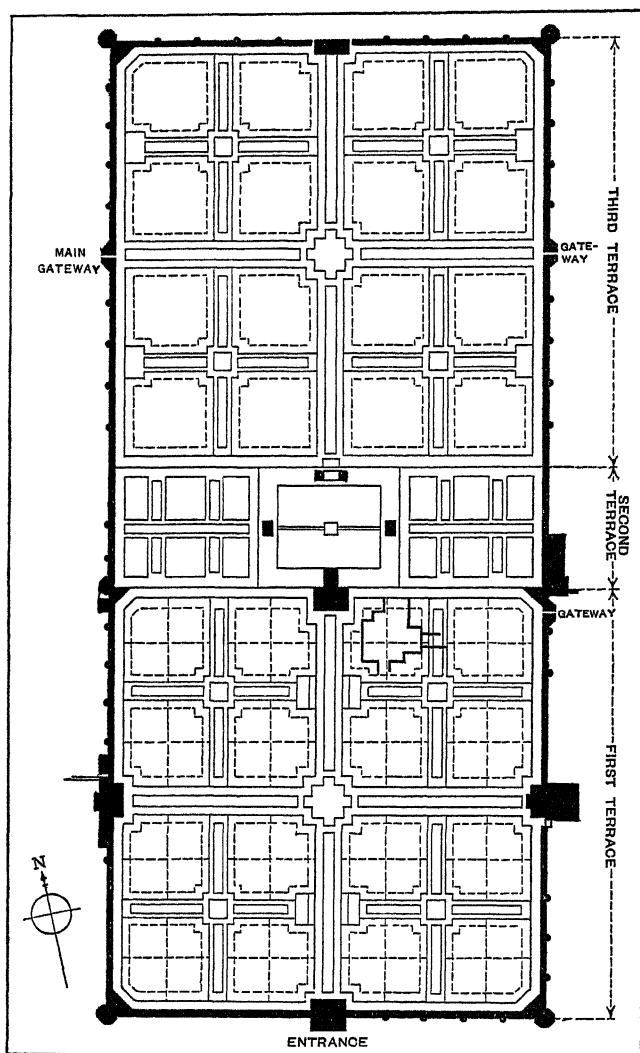 MAIN
GATEWAY
GATE-
WAY
THIRD TERRACE
SECOND
TERRACE
GATEWAY
FIRST TERRACE
N
ENTRANCE